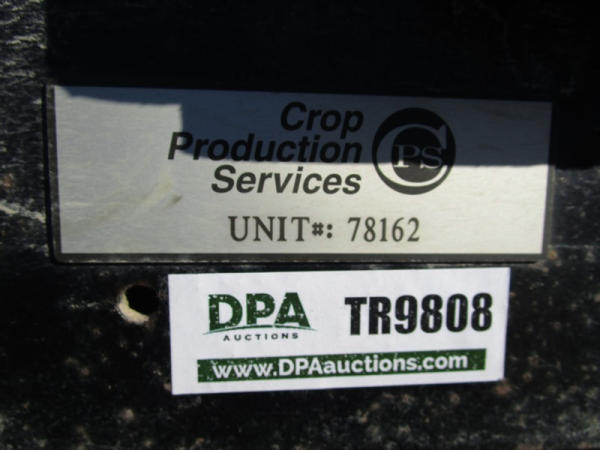 Crop
Production
Services
CPS
UNIT#: 78162
DPA
AUCTIONS
TR9808
www.DPAauctions.com